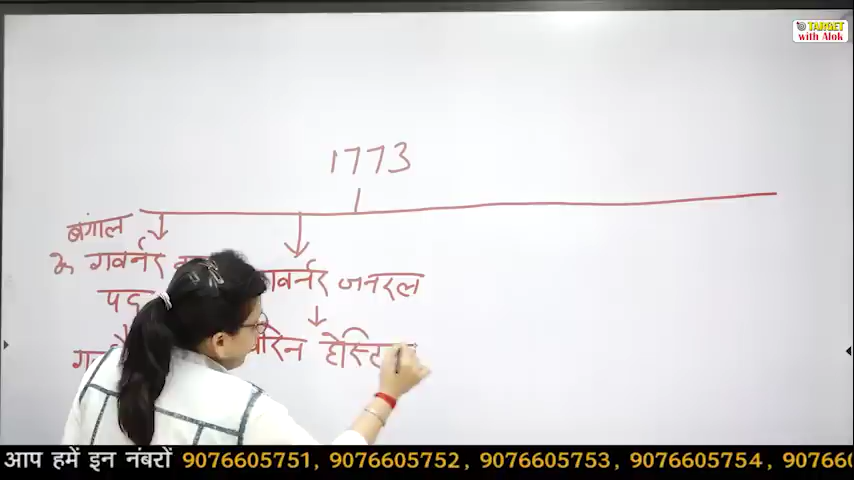 TARGET
with Alok
1773
बंगाल
के गवर्नर
गवर्नर जनरल
पद
वारेन हेस्टिं
आप हमें इन नंबरों 9076605751, 9076605752, 9076605753, 9076605754, 90766